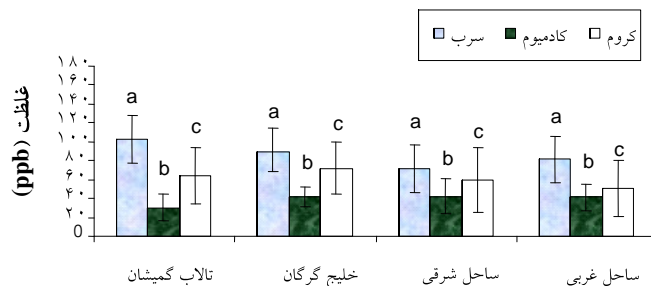 سرب کادمیوم کروم
غلظت (ppb)
۱۸۰
۱۶۰
۱۴۰
۱۲۰
۱۰۰
۸۰
۶۰
۴۰
۲۰
۰
a b c a b c a b c a b c
تالاب گمیشان خلیج گرگان ساحل شرقی ساحل غربی